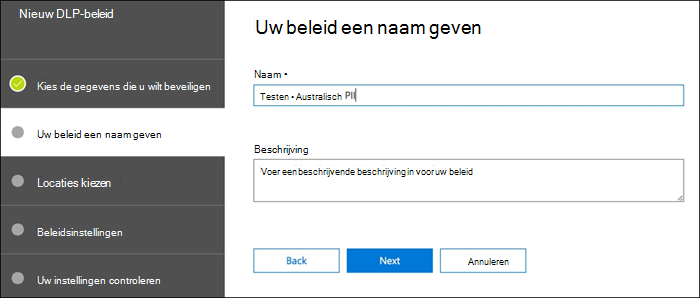 Nieuw DLP-beleid
Kies de gegevens die u wilt beveiligen
Uw beleid een naam geven
Locaties kiezen
Beleidsinstellingen
Uw instellingen controleren
Uw beleid een naam geven
Naam •
Testen • Australisch PII
Beschrijving
Voer een beschrijvende beschrijving in voor uw beleid
Back Next Annuleren